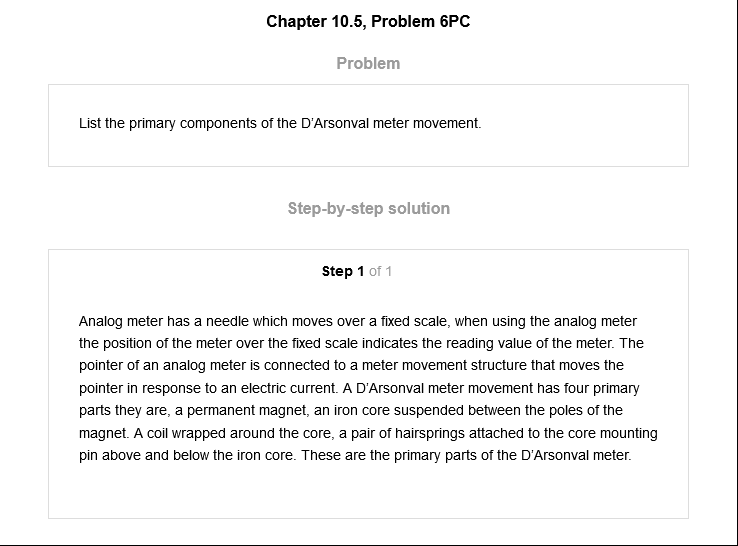 Chapter 10.5, Problem 6PC
Problem
List the primary components of the D'Arsonval meter movement.
Step-by-step solution
Step 1 of 1
Analog meter has a needle which moves over a fixed scale, when using the analog meter
the position of the meter over the fixed scale indicates the reading value of the meter. The
pointer of an analog meter is connected to a meter movement structure that moves the
pointer in response to an electric current. A D'Arsonval meter movement has four primary
parts they are, a permanent magnet, an iron core suspended between the poles of the
magnet. A coil wrapped around the core, a pair of hairsprings attached to the core mounting
pin above and below the iron core. These are the primary parts of the D'Arsonval meter.